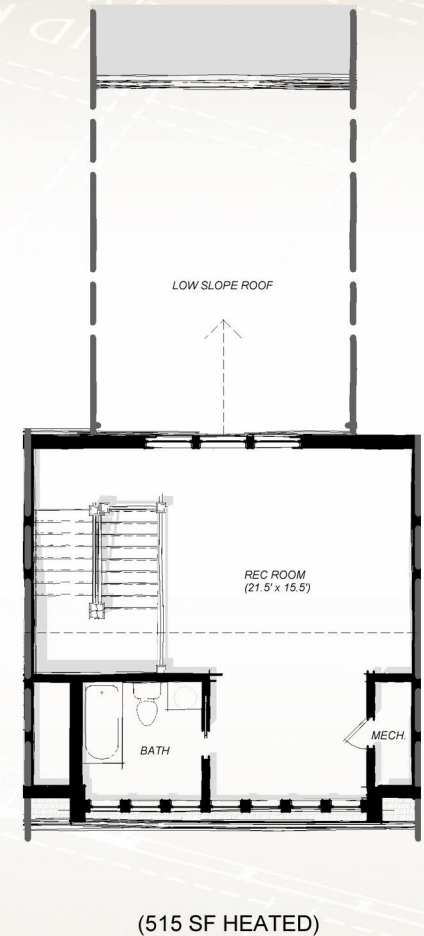 LOW SLOPE ROOF
REC ROOM
(21.5' x 15.5')
MECH.
BATH
(515 SF HEATED)